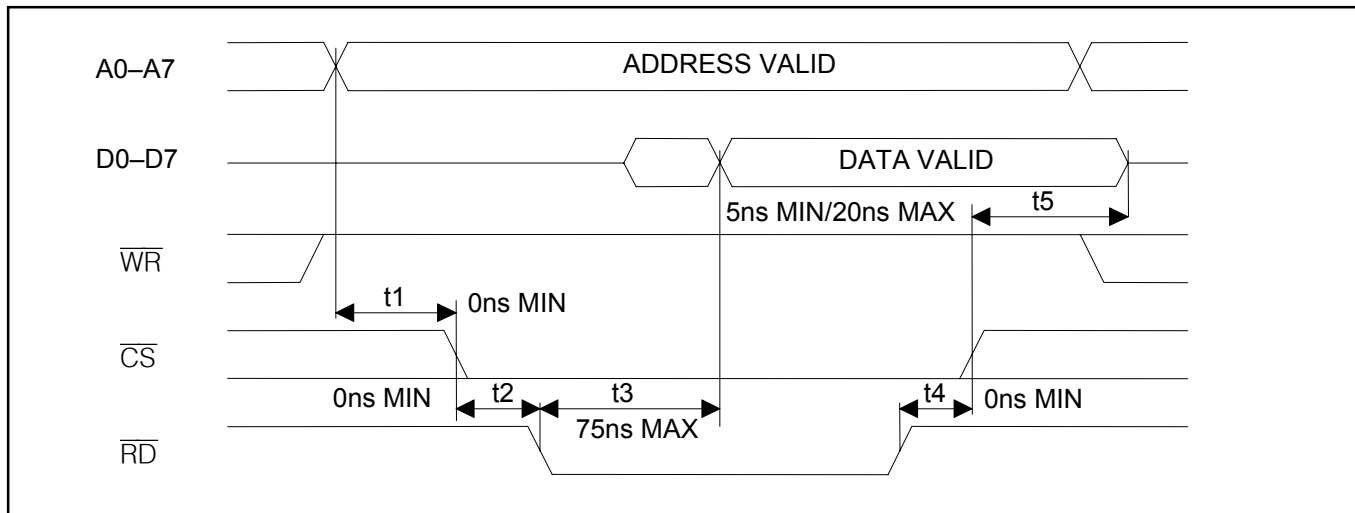 A0–A7
ADDRESS VALID
D0–D7
DATA VALID
5ns MIN/20ns MAX
t5
WR
t1
0ns MIN
CS
0ns MIN
t2
t3
75ns MAX
t4
0ns MIN
RD